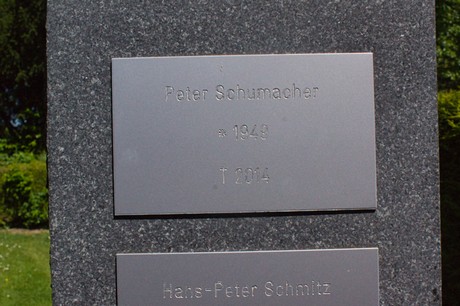 Peter Schumacher
* 1948
† 2014
Hans-Peter Schmitz